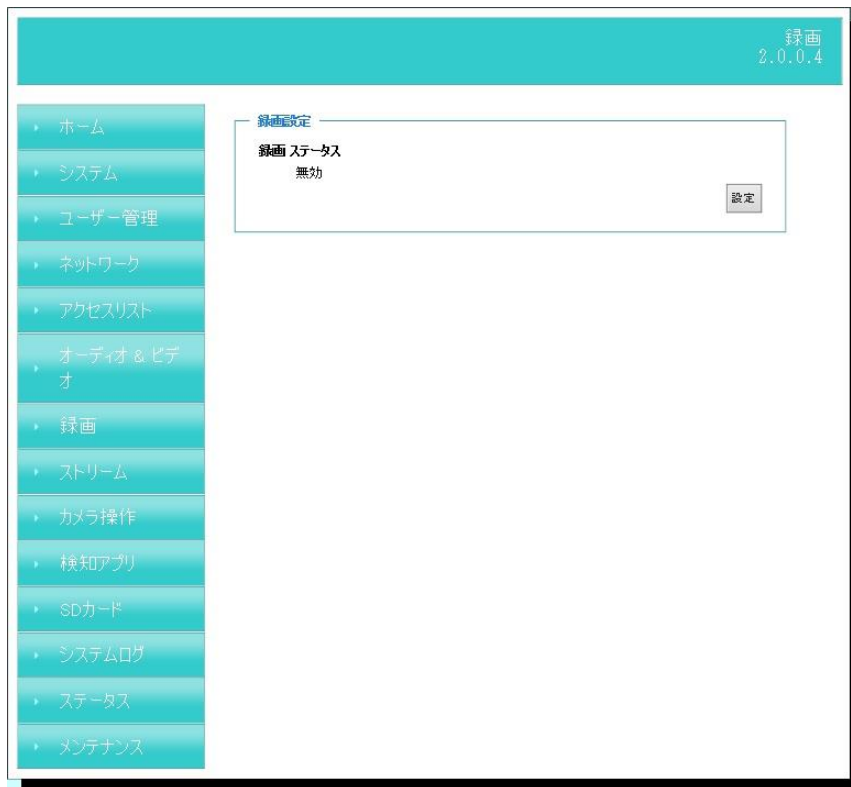 録画
2.0.0.4
ホーム
システム
ユーザー管理
ネットワーク
アクセスリスト
オーディオ & ビデ
オ
録画
ストリーム
カメラ操作
検知アプリ
SDカード
システムログ
ステータス
メンテナンス
録画設定
録画 ステータス
無効
設定